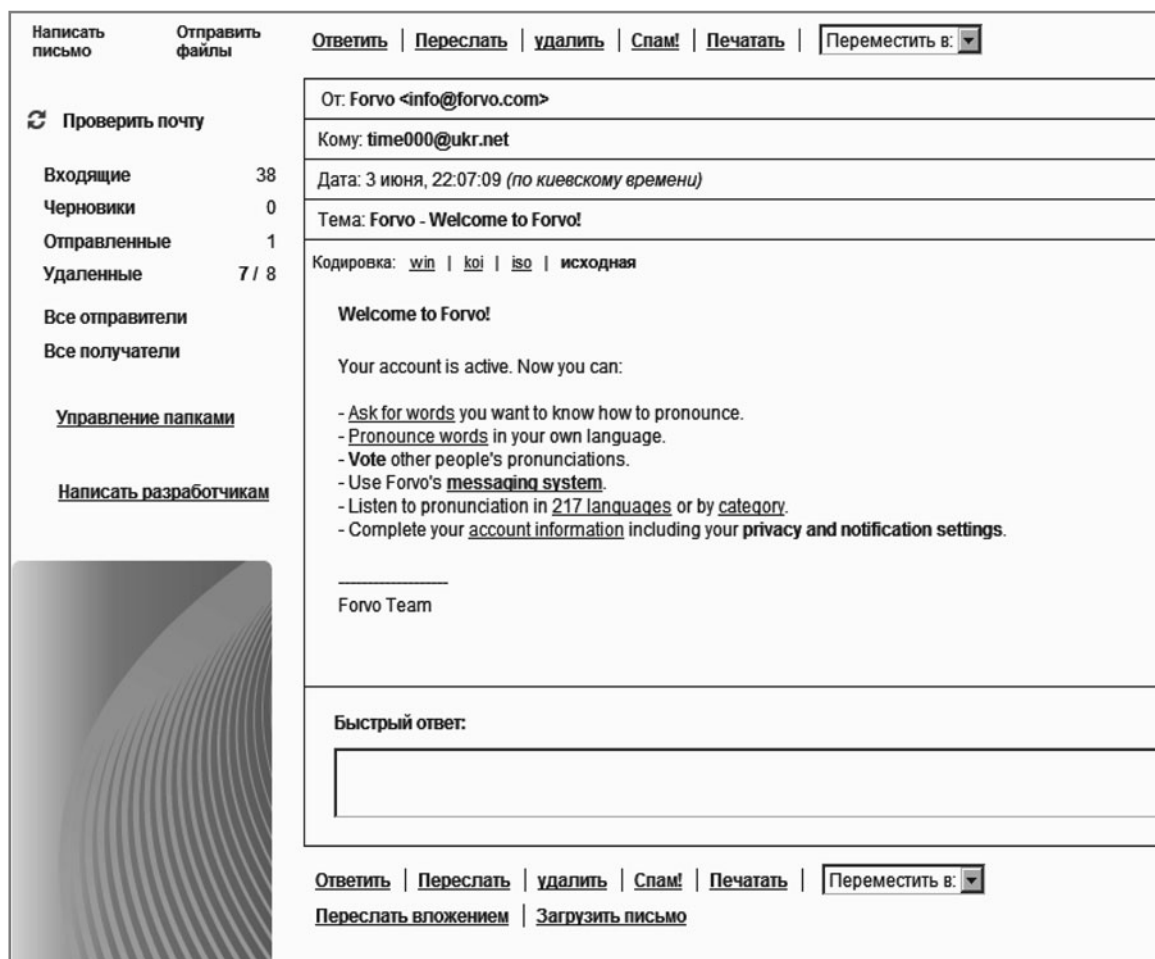 Написать письмо
Отправить файлы
Проверить почту
Входящие 38
Черновики 0
Отправленные 1
Удаленные 7 / 8
Все отправители
Все получатели
Управление папками
Написать разработчикам
Ответить | Переслать | удалить | Спам! | Печатать | Переместить в:
От: Forvo <info@forvo.com>
Кому: time000@ukr.net
Дата: 3 июня, 22:07:09 (по киевскому времени)
Тема: Forvo - Welcome to Forvo!
Кодировка: win | koi | iso | исходная
Welcome to Forvo!
Your account is active. Now you can:
- Ask for words you want to know how to pronounce.
- Pronounce words in your own language.
- Vote other people's pronunciations.
- Use Forvo's messaging system.
- Listen to pronunciation in 217 languages or by category.
- Complete your account information including your privacy and notification settings.
--------------------
Forvo Team
Быстрый ответ:
Ответить | Переслать | удалить | Спам! | Печатать | Переместить в:
Переслать вложением | Загрузить письмо